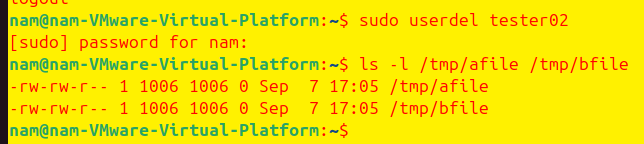 logout
nam@nam-VMware-Virtual-Platform:~$ sudo userdel tester02
[sudo] password for nam:
nam@nam-VMware-Virtual-Platform:~$ ls -l /tmp/afile /tmp/bfile
-rw-rw-r-- 1 1006 1006 0 Sep  7 17:05 /tmp/afile
-rw-rw-r-- 1 1006 1006 0 Sep  7 17:05 /tmp/bfile
nam@nam-VMware-Virtual-Platform:~$